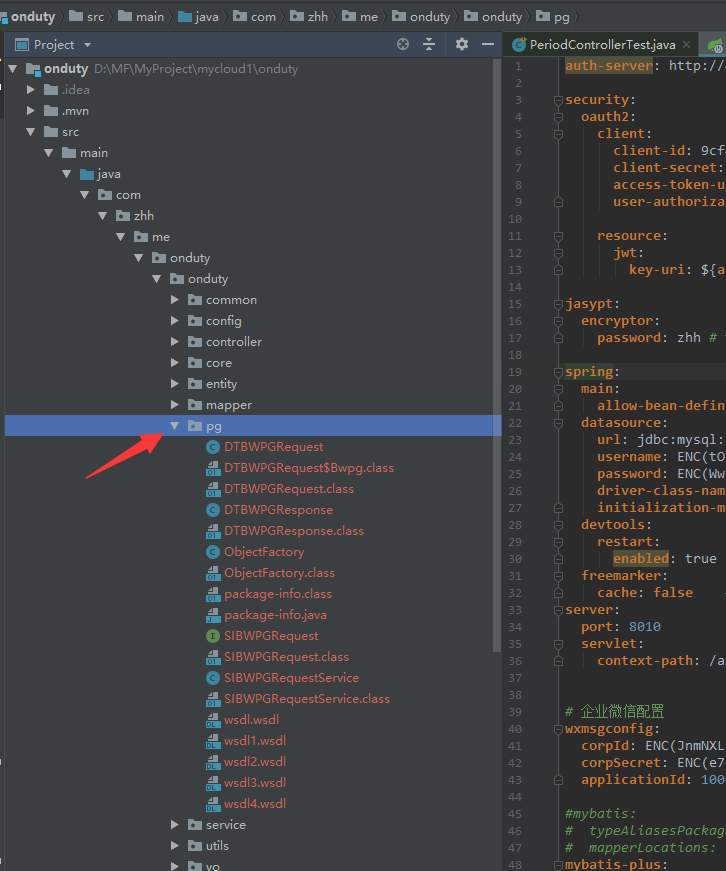 onduty src main java com zhh me onduty onduty pg
Project
PeriodControllerTest.java
onduty D:\MF\MyProject\mycloud1\onduty
.idea
.mvn
src
main
java
com
zhh
me
onduty
onduty
common
config
controller
core
entity
mapper
pg
DTBWPGRequest
DTBWPGRequest$Bwpg.class
DTBWPGRequest.class
DTBWPGResponse
DTBWPGResponse.class
ObjectFactory
ObjectFactory.class
package-info.class
package-info.java
SIBWPGRequest
SIBWPGRequest.class
SIBWPGRequestService
SIBWPGRequestService.class
wsdl.wsdl
wsdl1.wsdl
wsdl2.wsdl
wsdl3.wsdl
wsdl4.wsdl
service
utils
vo
1 auth-server: http://
2
3 security:
4 oauth2:
5 client:
6 client-id: 9cf
7 client-secret:
8 access-token-u
9 user-authoriza
10
11 resource:
12 jwt:
13 key-uri: ${a
14
15 jasypt:
16 encryptor:
17 password: zhh #
18
19 spring:
20 main:
21 allow-bean-defin
22 datasource:
23 url: jdbc:mysql:
24 username: ENC(tO
25 password: ENC(Ww
26 driver-class-nam
27 initialization-m
28 devtools:
29 restart:
30 enabled: true
31 freemarker:
32 cache: false
33 server:
34 port: 8010
35 servlet:
36 context-path: /a
37
38
39 # 企业微信配置
40 wxmsgconfig:
41 corpId: ENC(JnmNXL
42 corpSecret: ENC(e7
43 applicationId: 100
44
45 #mybatis:
46 # typeAliasesPackag
47 # mapperLocations:
48 mybatis-plus: